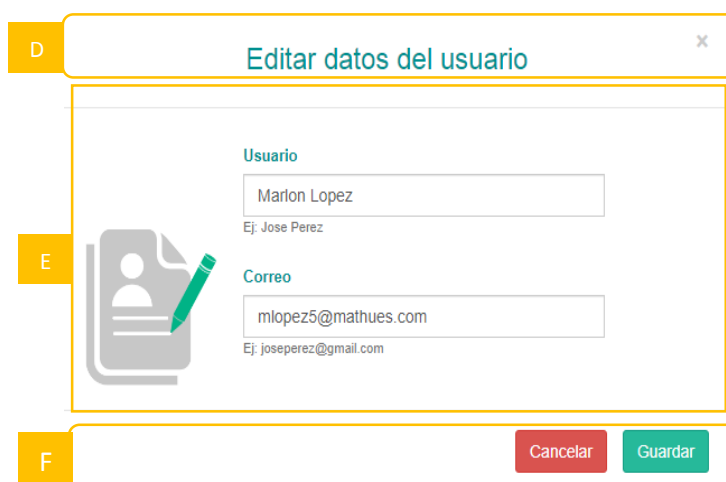 D
Editar datos del usuario
×
Usuario
Marlon Lopez
Ej: Jose Perez
E
Correo
mlopez5@mathues.com
Ej: joseperez@gmail.com
F
Cancelar
Guardar